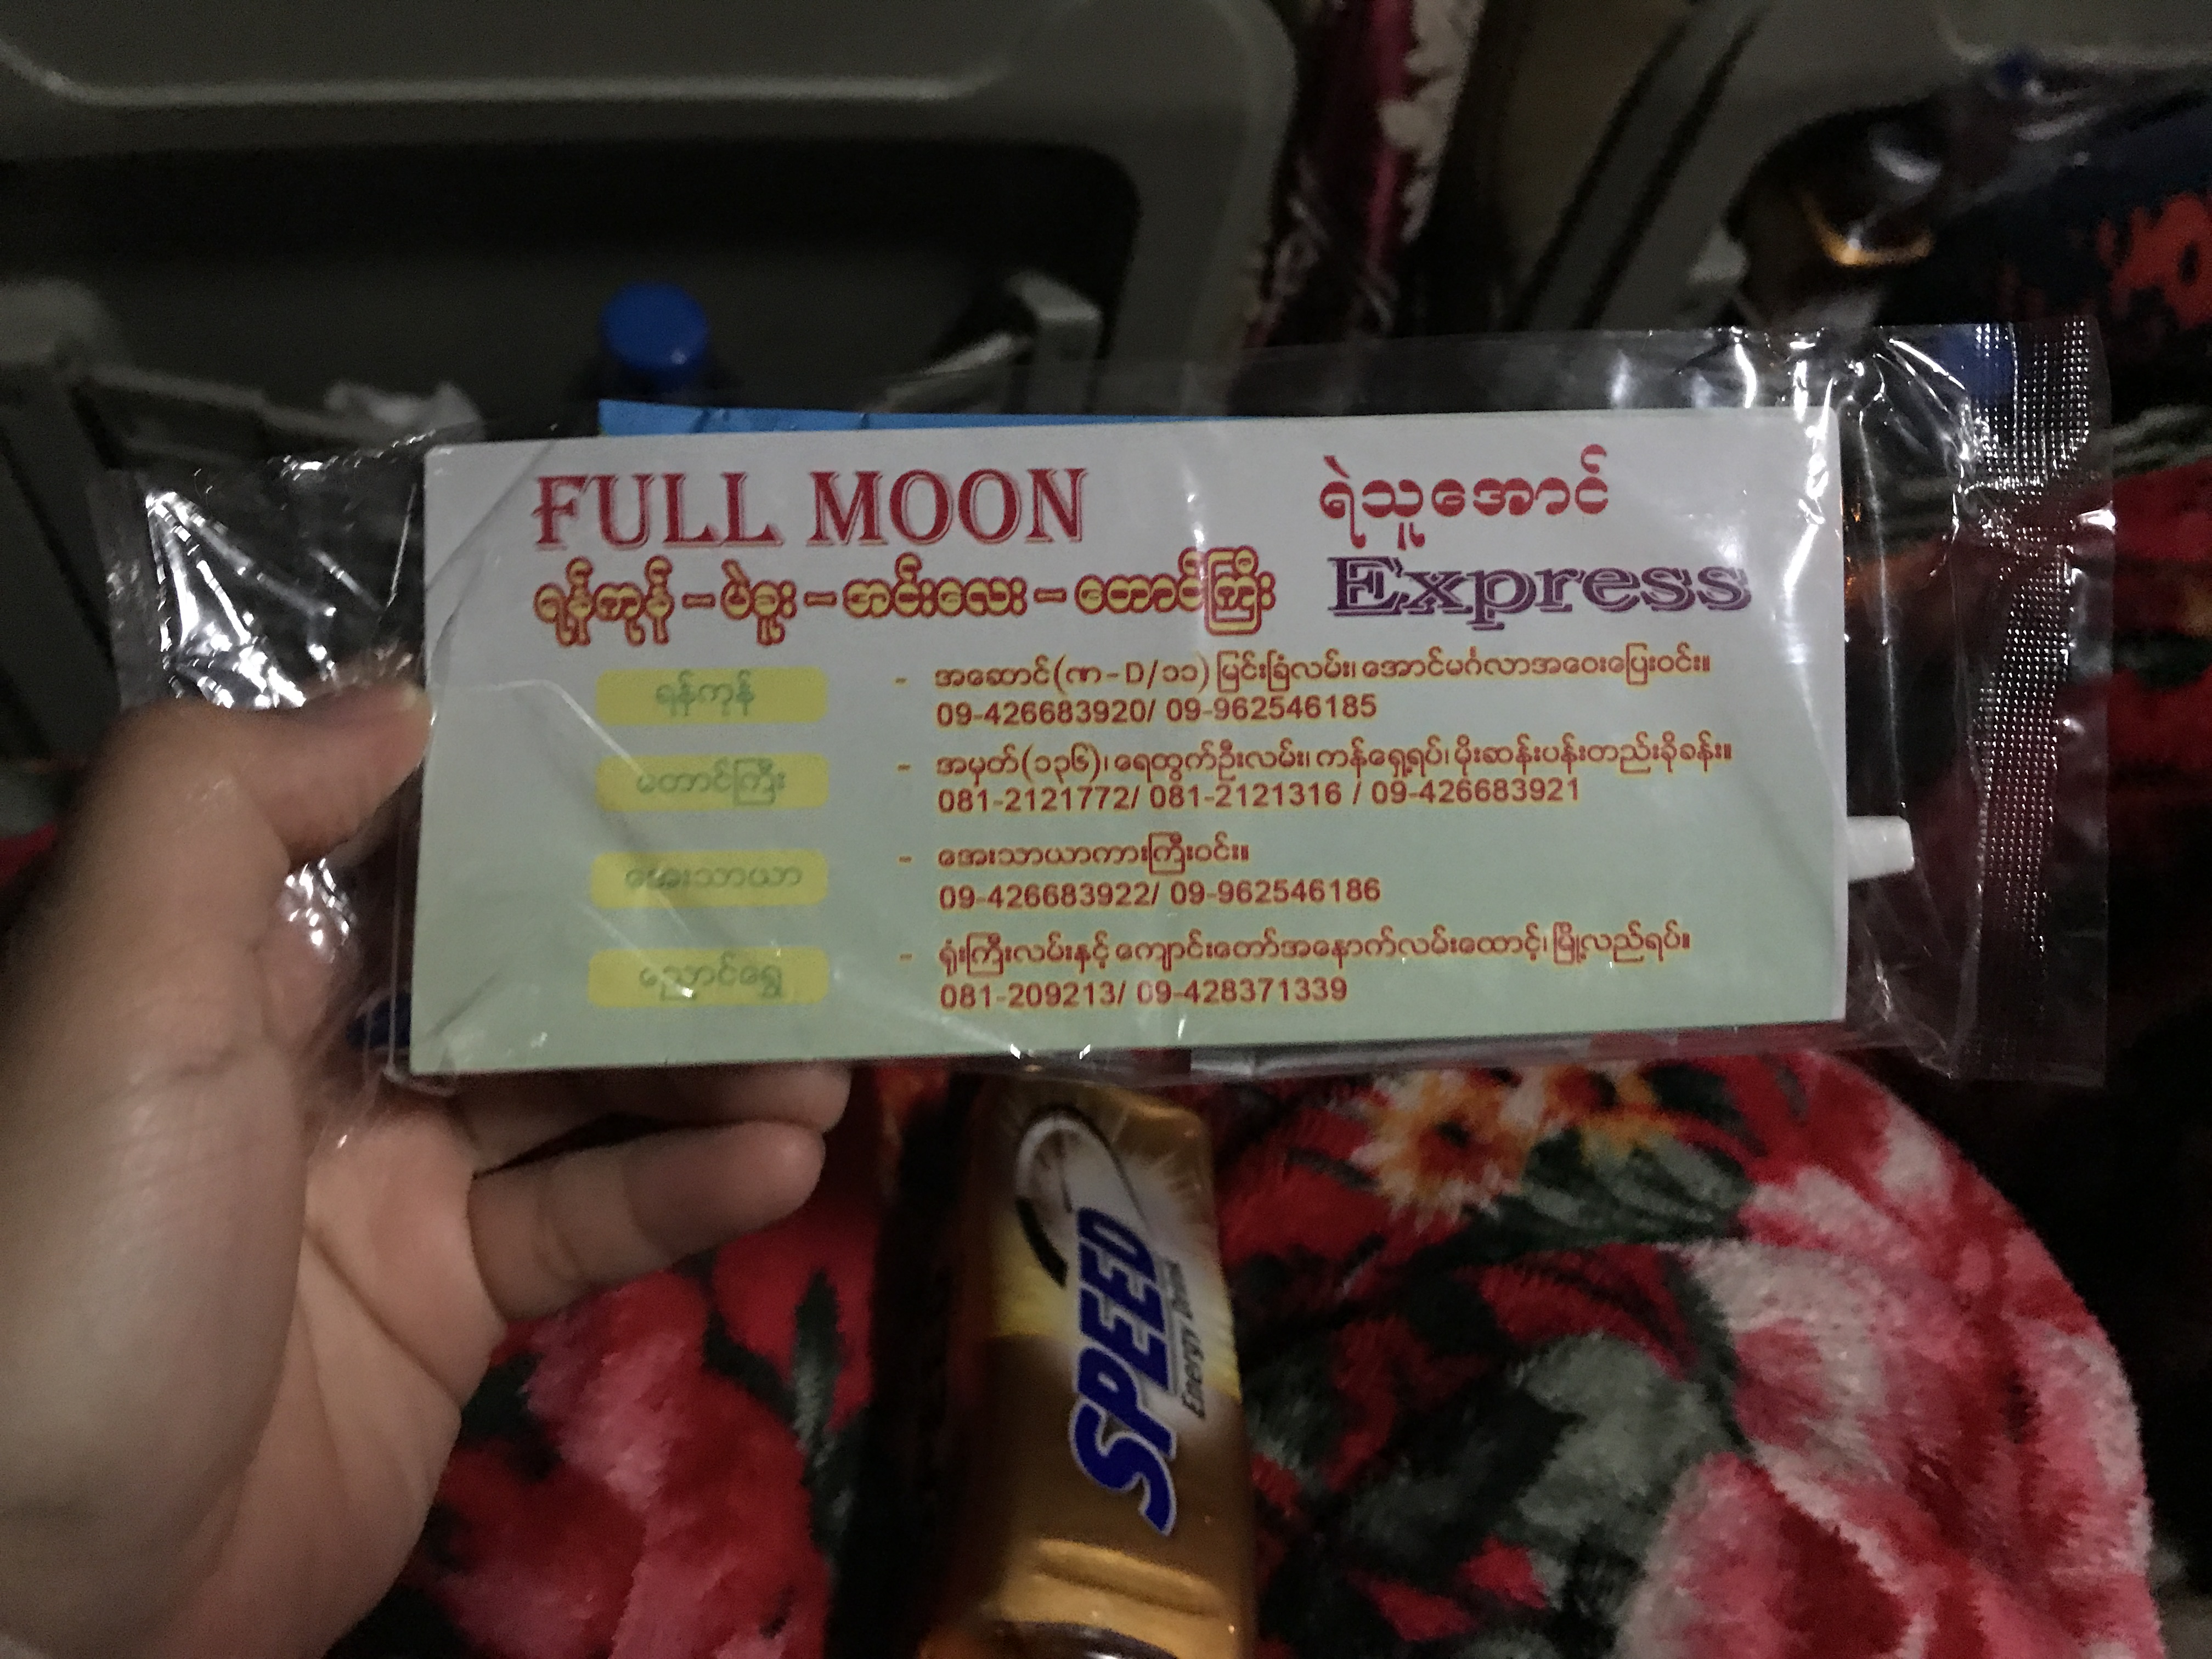 FULL MOON
ရဲသူအောင်
ရန်ကုန် – ပဲခူး – အင်းလေး – တောင်ကြီး
Express
ရန်ကုန် - အဆောင်(ဏ - D/၁၁) မြင်းခြံလမ်း၊ အောင်မင်္ဂလာအဝေးပြေးဝင်း။
09-426683920/ 09-962546185
တောင်ကြီး - အမှတ်(၁၃၆)၊ ရေထွက်ဦးလမ်း၊ ကန်ရှေ့ရပ်၊ မိုးဆန်းပန်းတည်းခိုခန်း။
081-2121772/ 081-2121316 / 09-426683921
အေးသာယာ - အေးသာယာကားကြီးဝင်း။
09-426683922/ 09-962546186
ညောင်ရွှေ - ရုံးကြီးလမ်းနှင့် ကျောင်းတော်အနောက်လမ်းထောင့်၊ မြို့လည်ရပ်။
081-209213/ 09-428371339
SPEED
Energy Drink